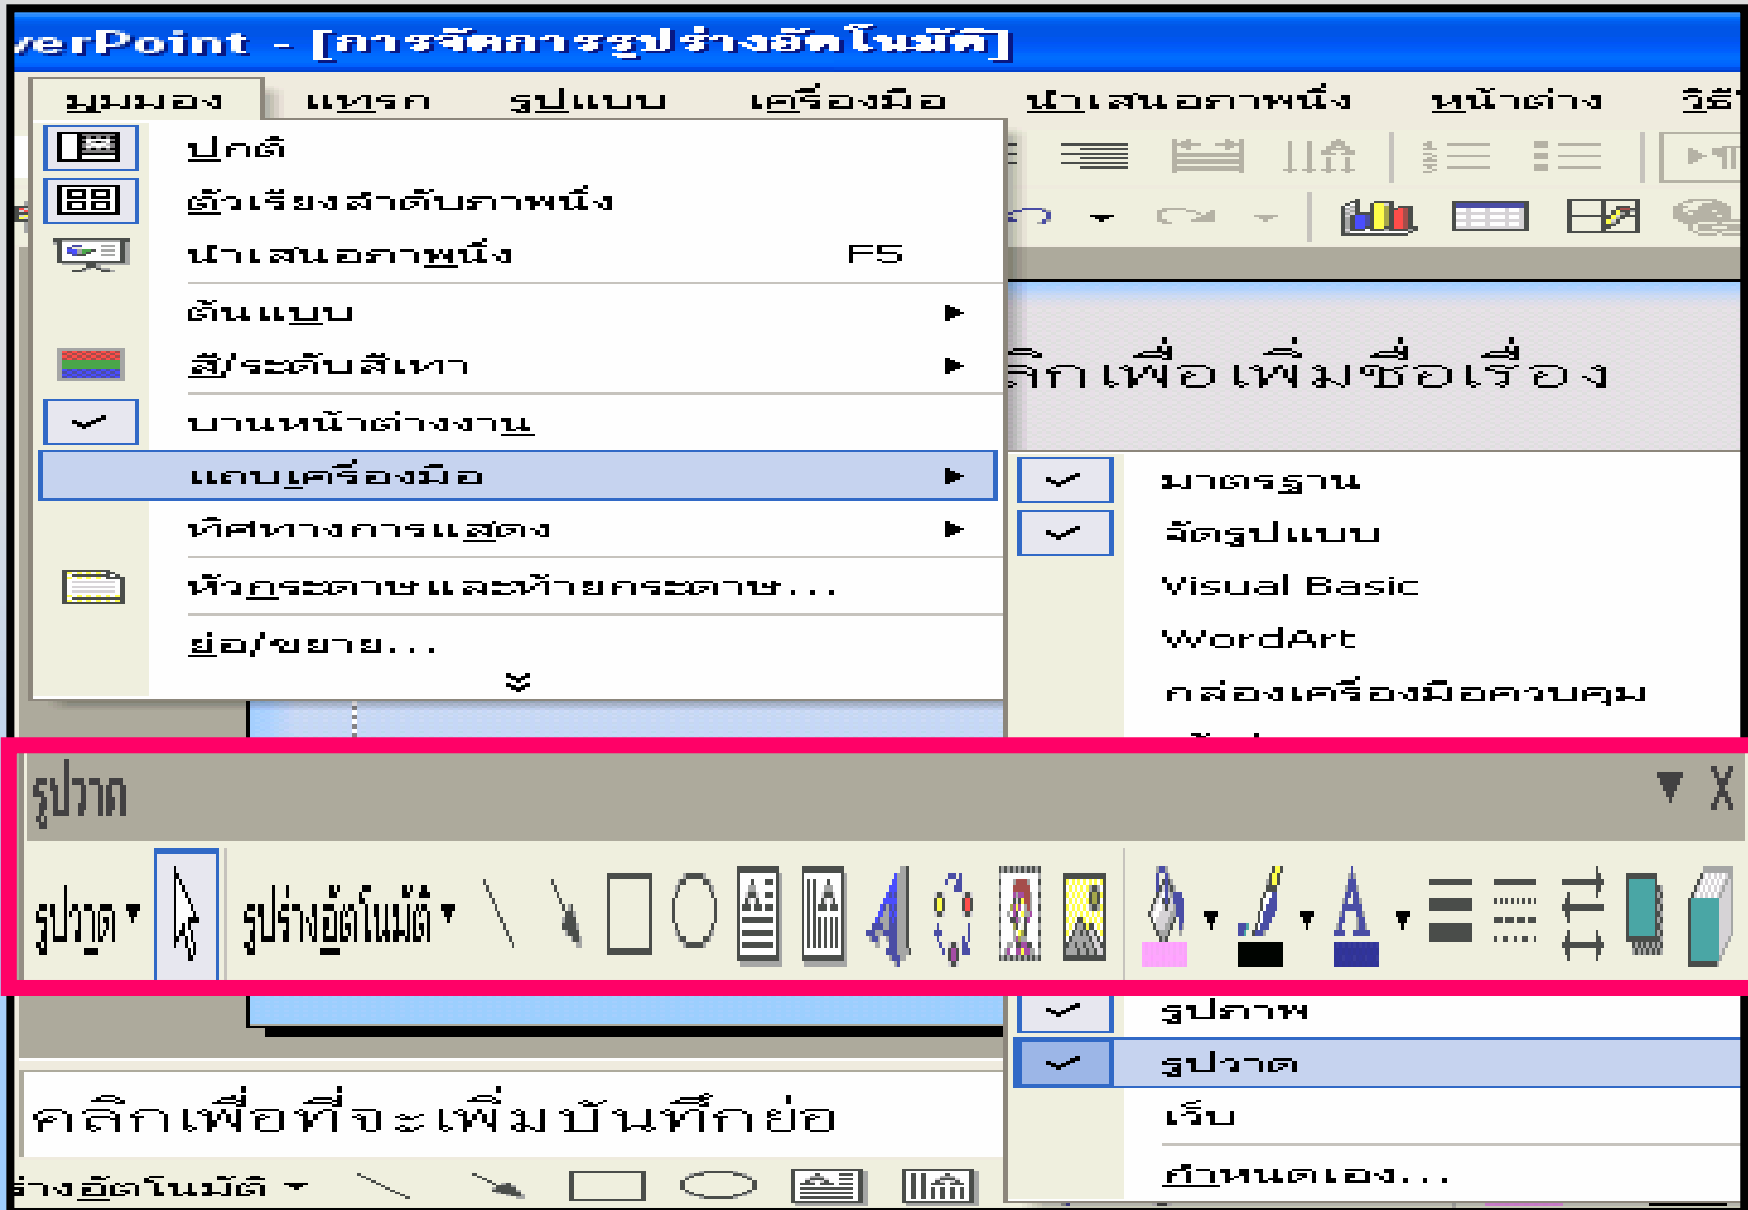 verPoint - [การจัดการรูปร่างอัตโนมัติ]
มุมมอง แทรก รูปแบบ เครื่องมือ นำเสนอภาพนิ่ง หน้าต่าง วิธี
ปกติ
ตัวเรียงลำดับภาพนิ่ง
นำเสนอภาพนิ่ง F5
ต้นแบบ
สี/ระดับสีเทา
ลิกเพื่อเพิ่มชื่อเรื่อง
บานหน้าต่างงาน
แถบเครื่องมือ
ทิศทางการแสดง
หัวกระดาษและท้ายกระดาษ...
ย่อ/ขยาย...
มาตรฐาน
จัดรูปแบบ
Visual Basic
WordArt
กล่องเครื่องมือควบคุม
รูปวาด
รูปวาด รูปร่างอัตโนมัติ
รูปภาพ
รูปวาด
เว็บ
กำหนดเอง...
คลิกเพื่อที่จะเพิ่มบันทึกย่อ
ร่างอัตโนมัติ